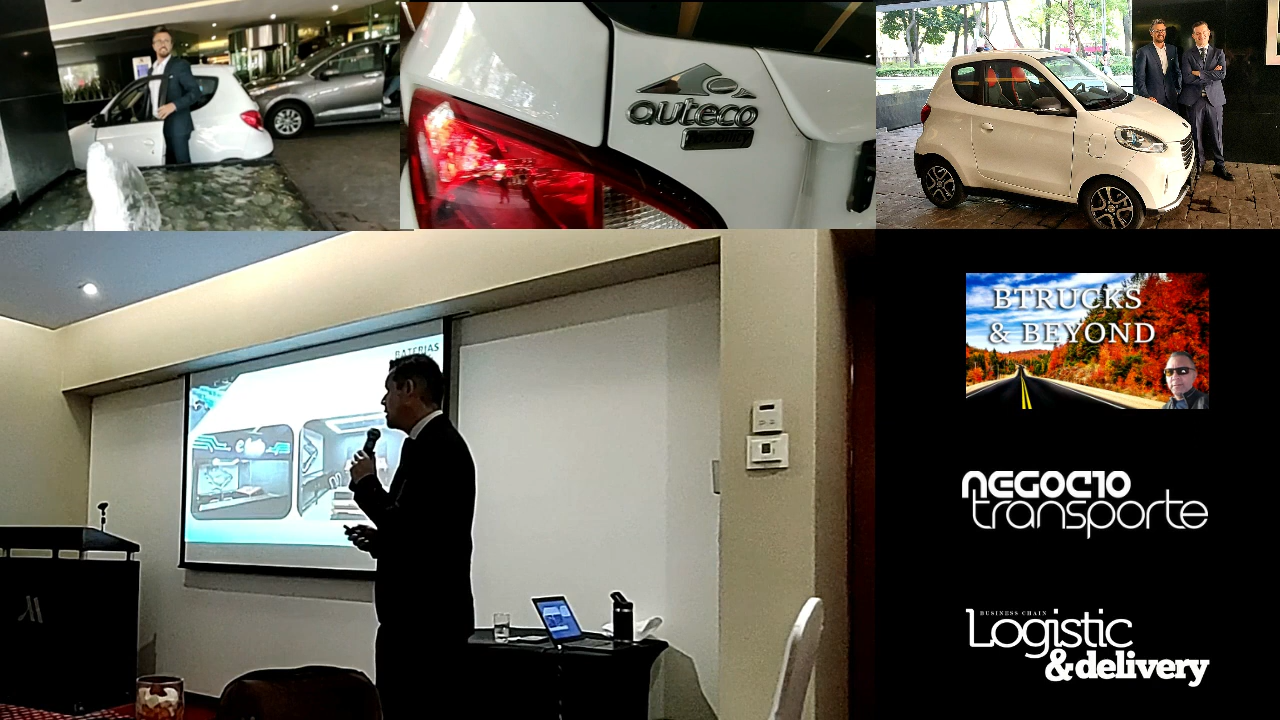 auteco
BATERIAS
BTRUCKS
& BEYOND
NEGOC10
transporte
BUSINESS CHAIN
Logistic
&delivery